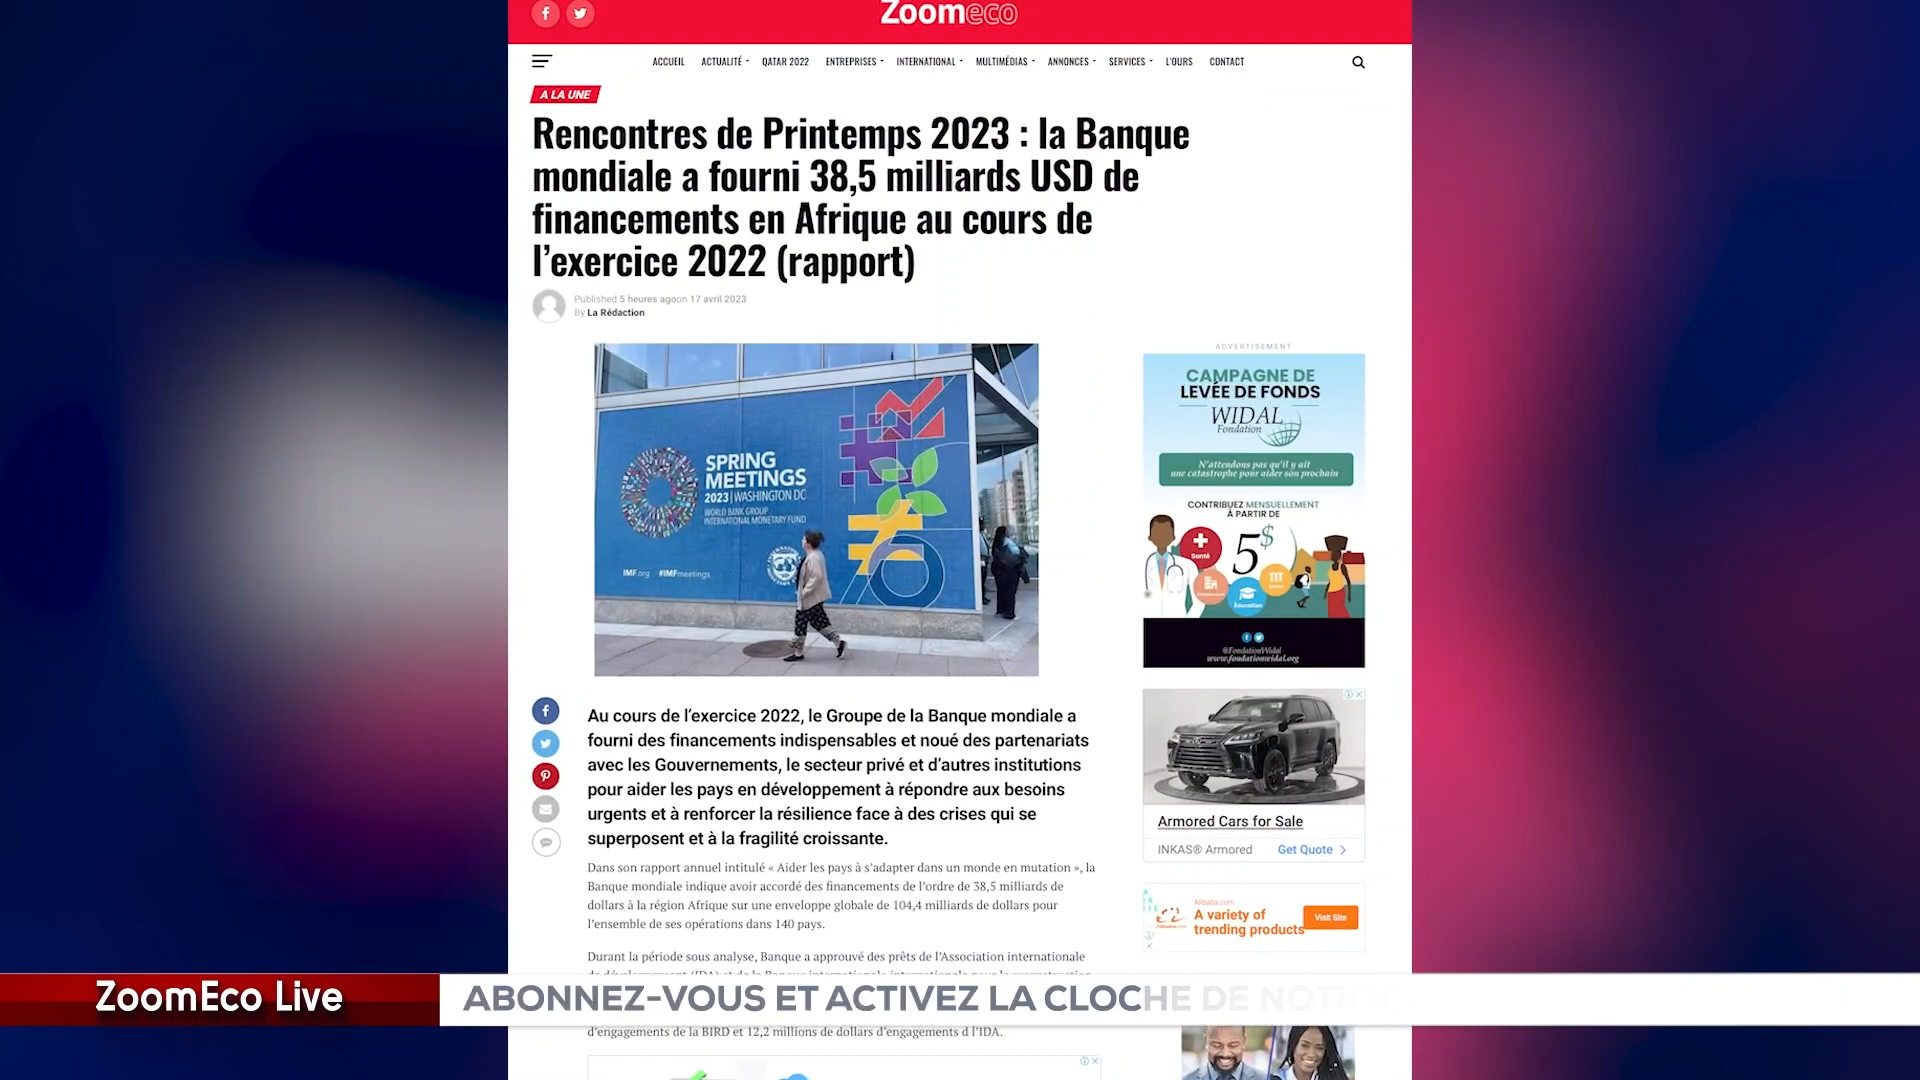 Zoomeco
ACCUEIL ACTUALITÉ QATAR 2022 ENTREPRISES INTERNATIONAL MULTIMÉDIAS ANNONCES SERVICES L'OURS CONTACT
A LA UNE
Rencontres de Printemps 2023 : la Banque
mondiale a fourni 38,5 milliards USD de
financements en Afrique au cours de
l’exercice 2022 (rapport)
Published 5 heures agoon 17 avril 2023
By La Rédaction
SPRING
MEETINGS
2023 | WASHINGTON DC
WORLD BANK GROUP
INTERNATIONAL MONETARY FUND
IMF.org #IMFmeetings
ADVERTISEMENT
CAMPAGNE DE
LEVÉE DE FONDS
WIDAL
Fondation
N'attendons pas qu'il y ait
une catastrophe pour aider son prochain
CONTRIBUEZ MENSUELLEMENT
À PARTIR DE
5$
Santé
Éducation
@FondationWidal
www.fondationwidal.org
Au cours de l’exercice 2022, le Groupe de la Banque mondiale a
fourni des financements indispensables et noué des partenariats
avec les Gouvernements, le secteur privé et d’autres institutions
pour aider les pays en développement à répondre aux besoins
urgents et à renforcer la résilience face à des crises qui se
superposent et à la fragilité croissante.
Dans son rapport annuel intitulé « Aider les pays à s’adapter dans un monde en mutation », la
Banque mondiale indique avoir accordé des financements de l’ordre de 38,5 milliards de
dollars à la région Afrique sur une enveloppe globale de 104,4 milliards de dollars pour
l’ensemble de ses opérations dans 140 pays.
Durant la période sous analyse, Banque a approuvé des prêts de l’Association internationale
d’engagements de la BIRD et 12,2 millions de dollars d’engagements d l’IDA.
Armored Cars for Sale
INKAS® Armored Get Quote
Alibaba.com
A variety of
trending products
Visit Site
ZoomEco Live
ABONNEZ-VOUS ET ACTIVEZ LA CLOCHE DE